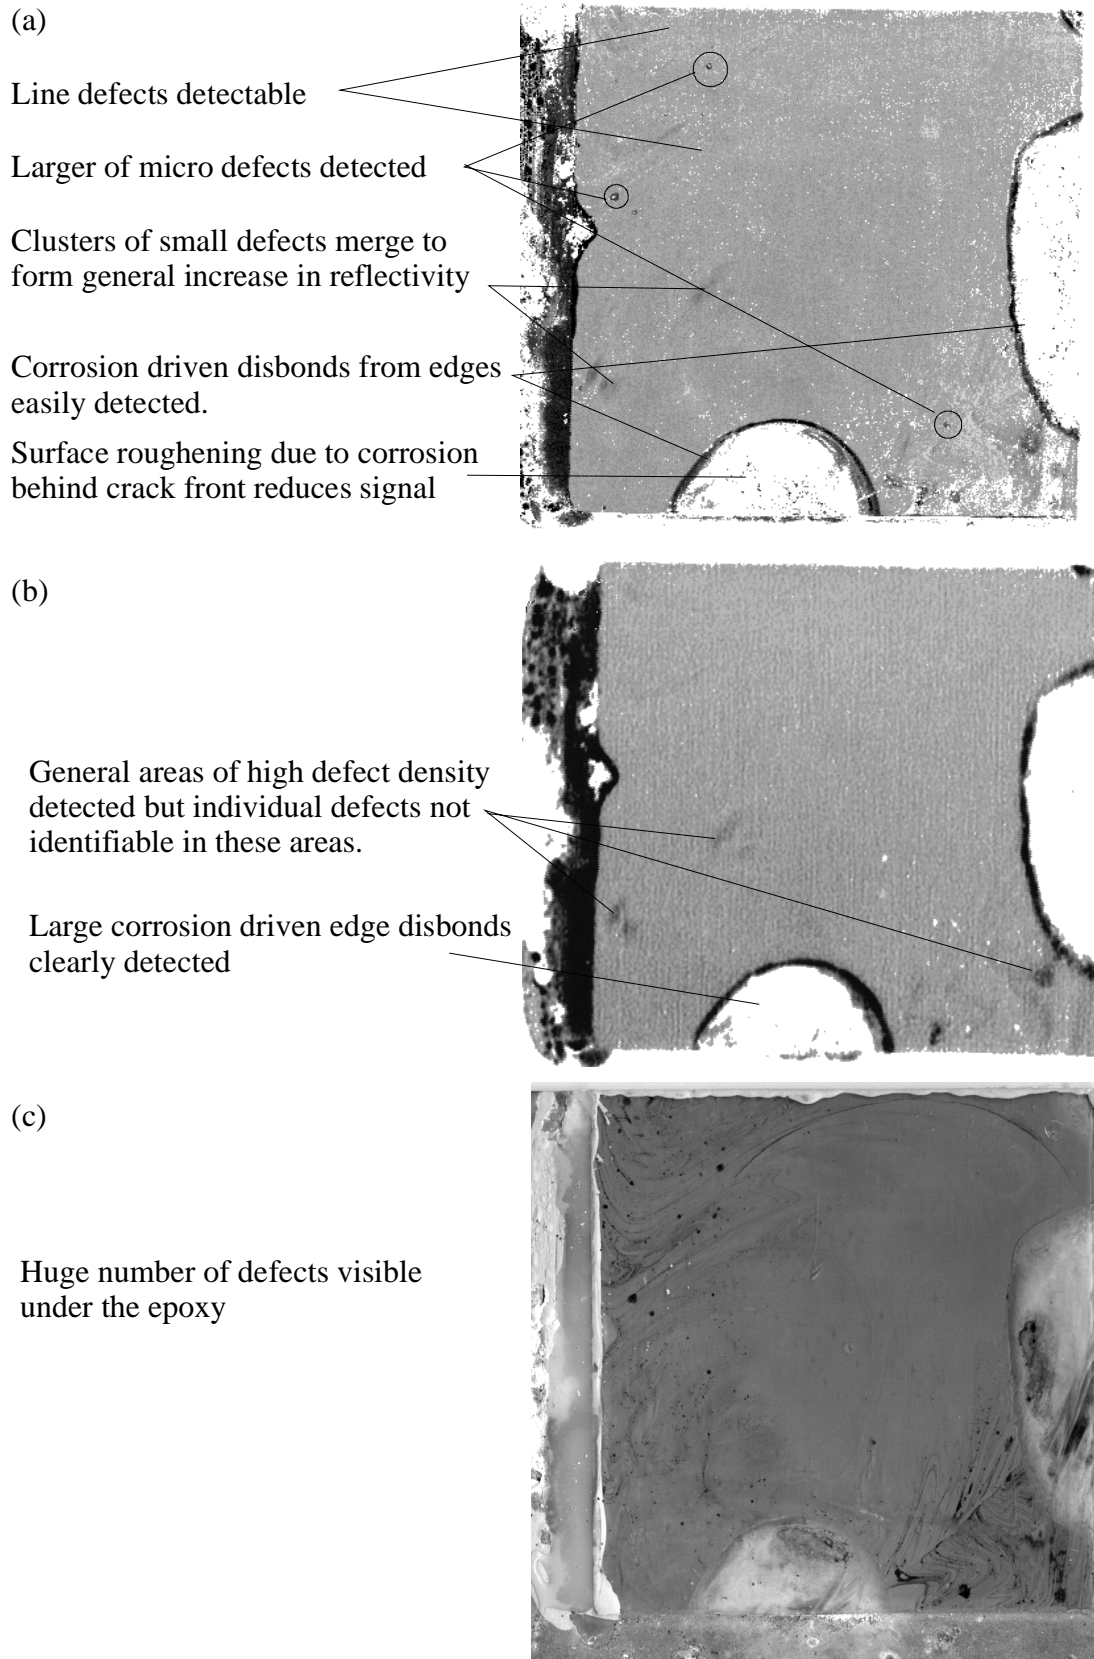 (a)
Line defects detectable
Larger of micro defects detected
Clusters of small defects merge to
form general increase in reflectivity
Corrosion driven disbonds from edges
easily detected.
Surface roughening due to corrosion
behind crack front reduces signal
(b)
General areas of high defect density
detected but individual defects not
identifiable in these areas.
Large corrosion driven edge disbonds
clearly detected
(c)
Huge number of defects visible
under the epoxy